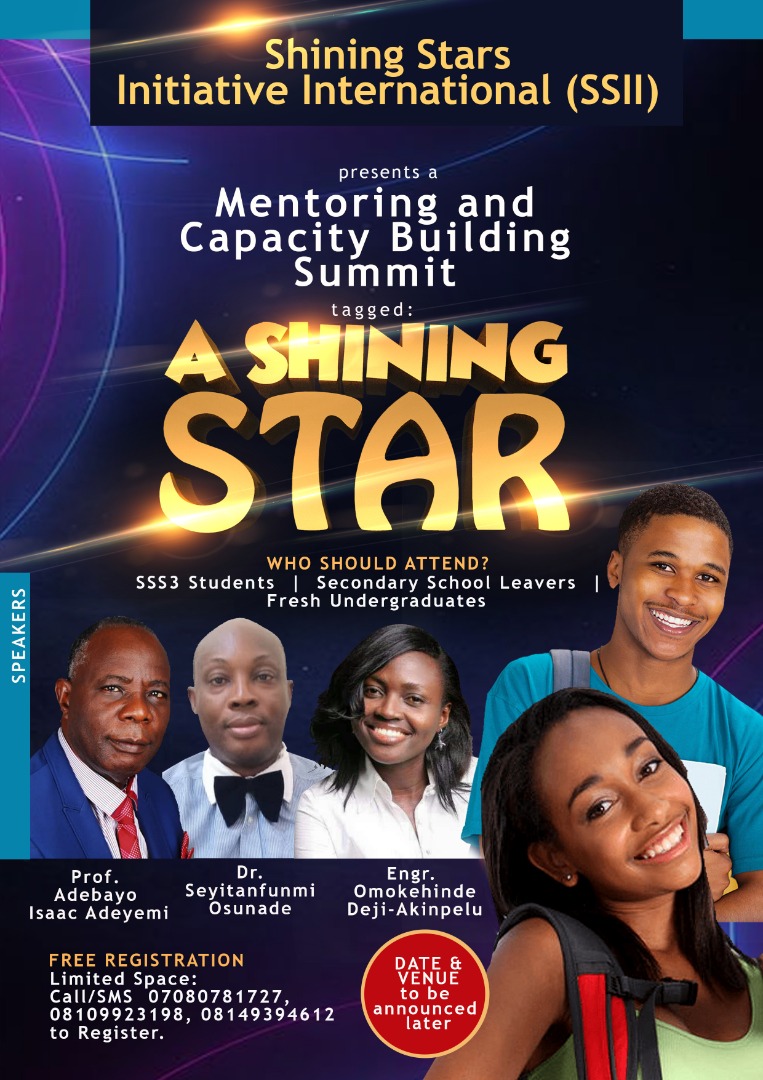 Shining Stars
Initiative International (SSII)
presents a
Mentoring and
Capacity Building
Summit
tagged:
A SHINING
STAR
WHO SHOULD ATTEND?
SSS3 Students | Secondary School Leavers |
Fresh Undergraduates
SPEAKERS
Prof.
Adebayo
Isaac Adeyemi
Dr.
Seyitanfunmi
Osunade
Engr.
Omokehinde
Deji-Akinpelu
FREE REGISTRATION
Limited Space:
Call/SMS 07080781727,
08109923198, 08149394612
to Register.
DATE &
VENUE
to be
announced
later